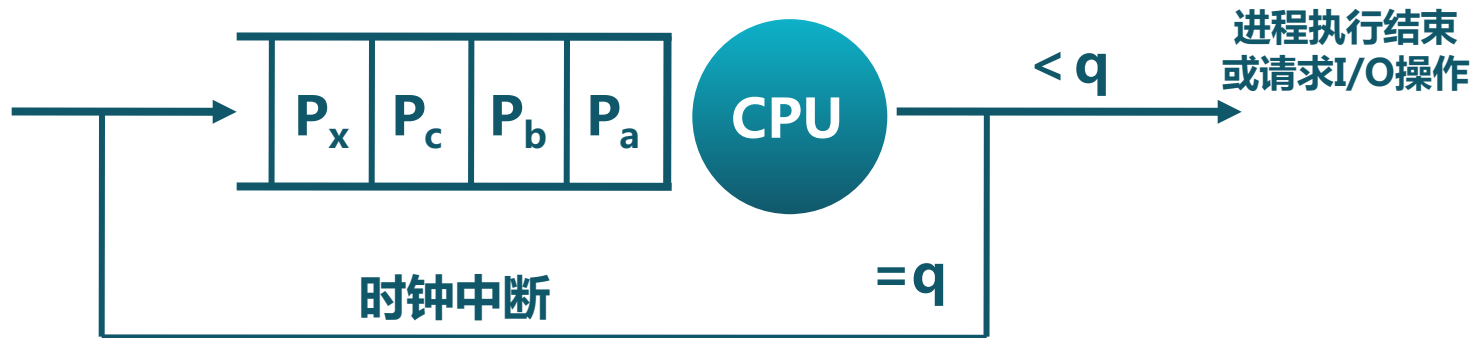 进程执行结束
或请求I/O操作
< q
Px Pc Pb Pa
CPU
=q
时钟中断